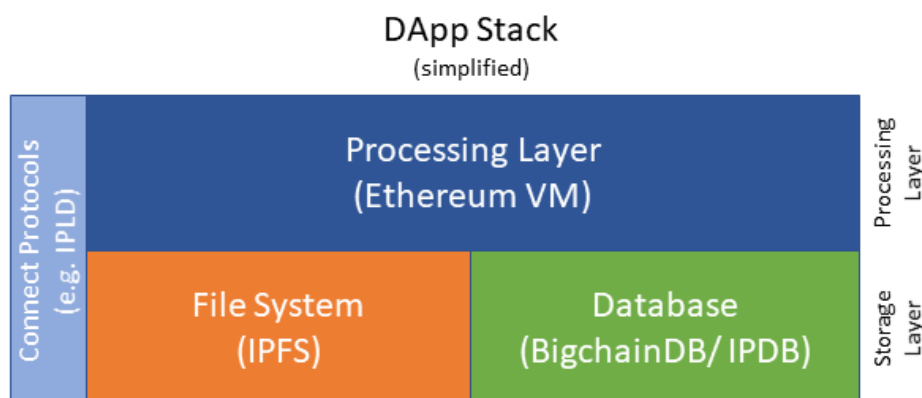 DApp Stack
(simplified)
Connect Protocols
(e.g. IPLD)
Processing Layer
(Ethereum VM)
Processing
Layer
File System
(IPFS)
Database
(BigchainDB/ IPDB)
Storage
Layer